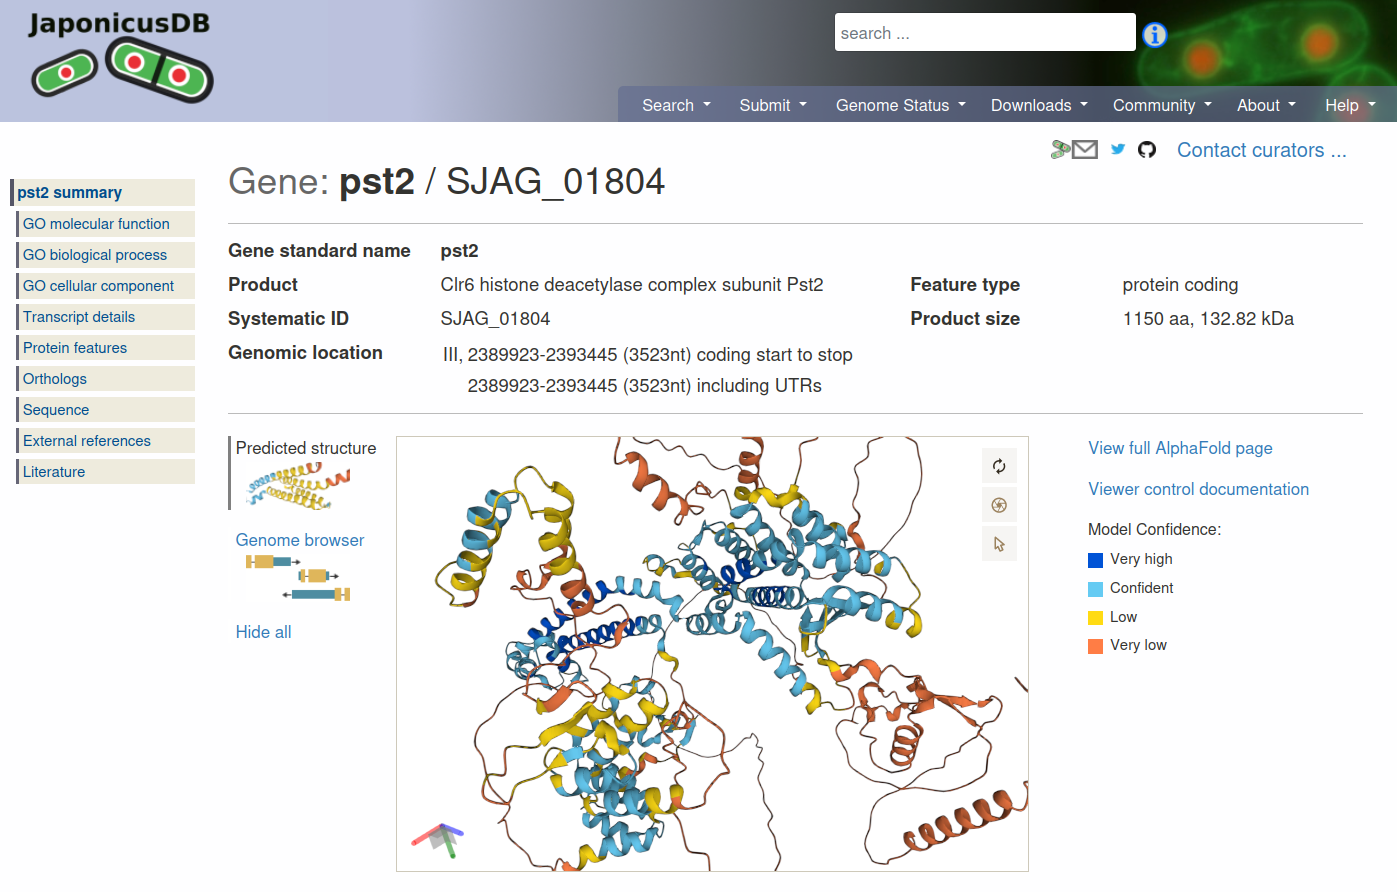 JaponicusDB
search ...
Search Submit Genome Status Downloads Community About Help
Contact curators ...
Gene: pst2 / SJAG_01804
pst2 summary
GO molecular function
GO biological process
GO cellular component
Transcript details
Protein features
Orthologs
Sequence
External references
Literature
Gene standard name pst2
Product Clr6 histone deacetylase complex subunit Pst2 Feature type protein coding
Systematic ID SJAG_01804 Product size 1150 aa, 132.82 kDa
Genomic location III, 2389923-2393445 (3523nt) coding start to stop
2389923-2393445 (3523nt) including UTRs
Predicted structure
Genome browser
Hide all
View full AlphaFold page
Viewer control documentation
Model Confidence:
Very high
Confident
Low
Very low